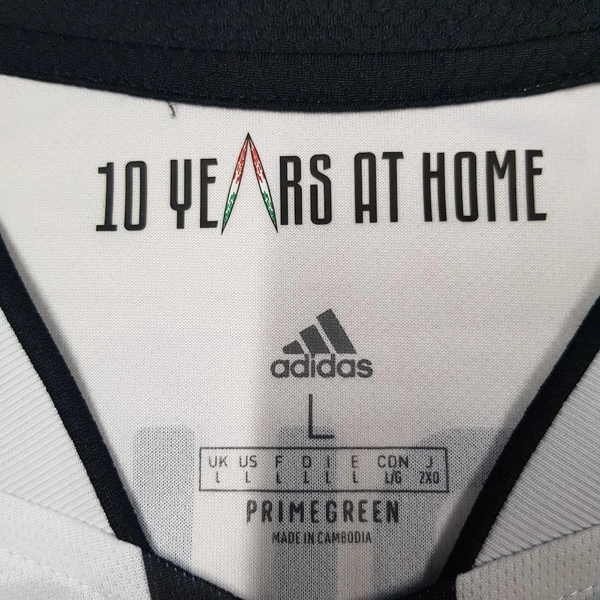 10 YEARS AT HOME
adidas
L
UK US F D I E CDN J
L L L L L L L/G 2XO
PRIMEGREEN
MADE IN CAMBODIA